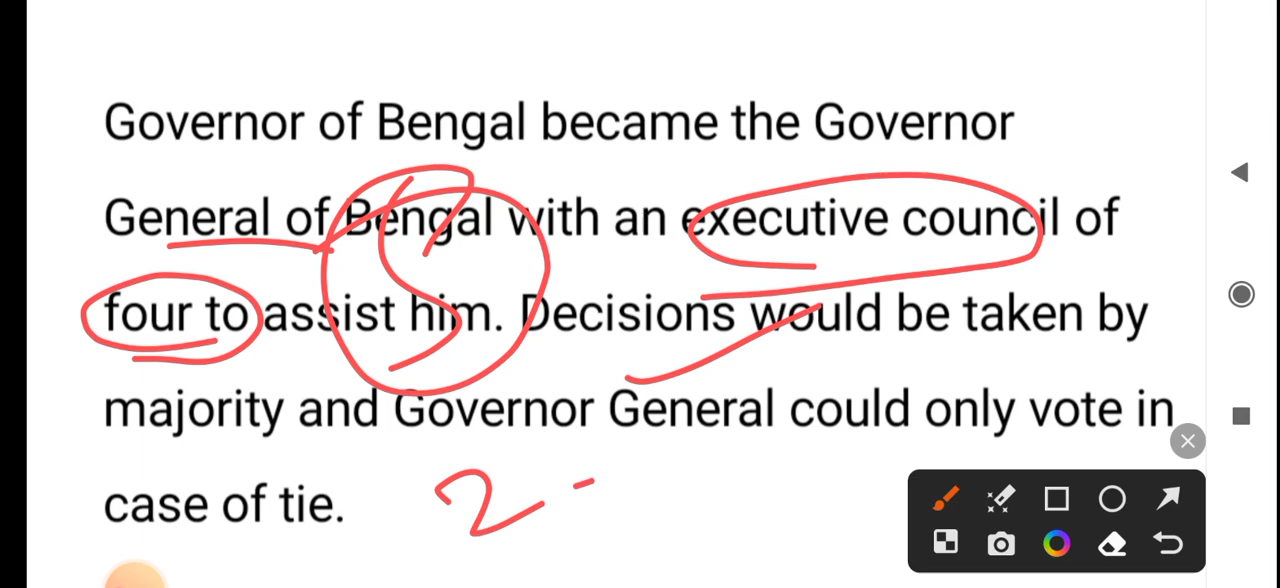 Governor of Bengal became the Governor
General of Bengal with an executive council of
four to assist him. Decisions would be taken by
majority and Governor General could only vote in
case of tie.
5
2 -